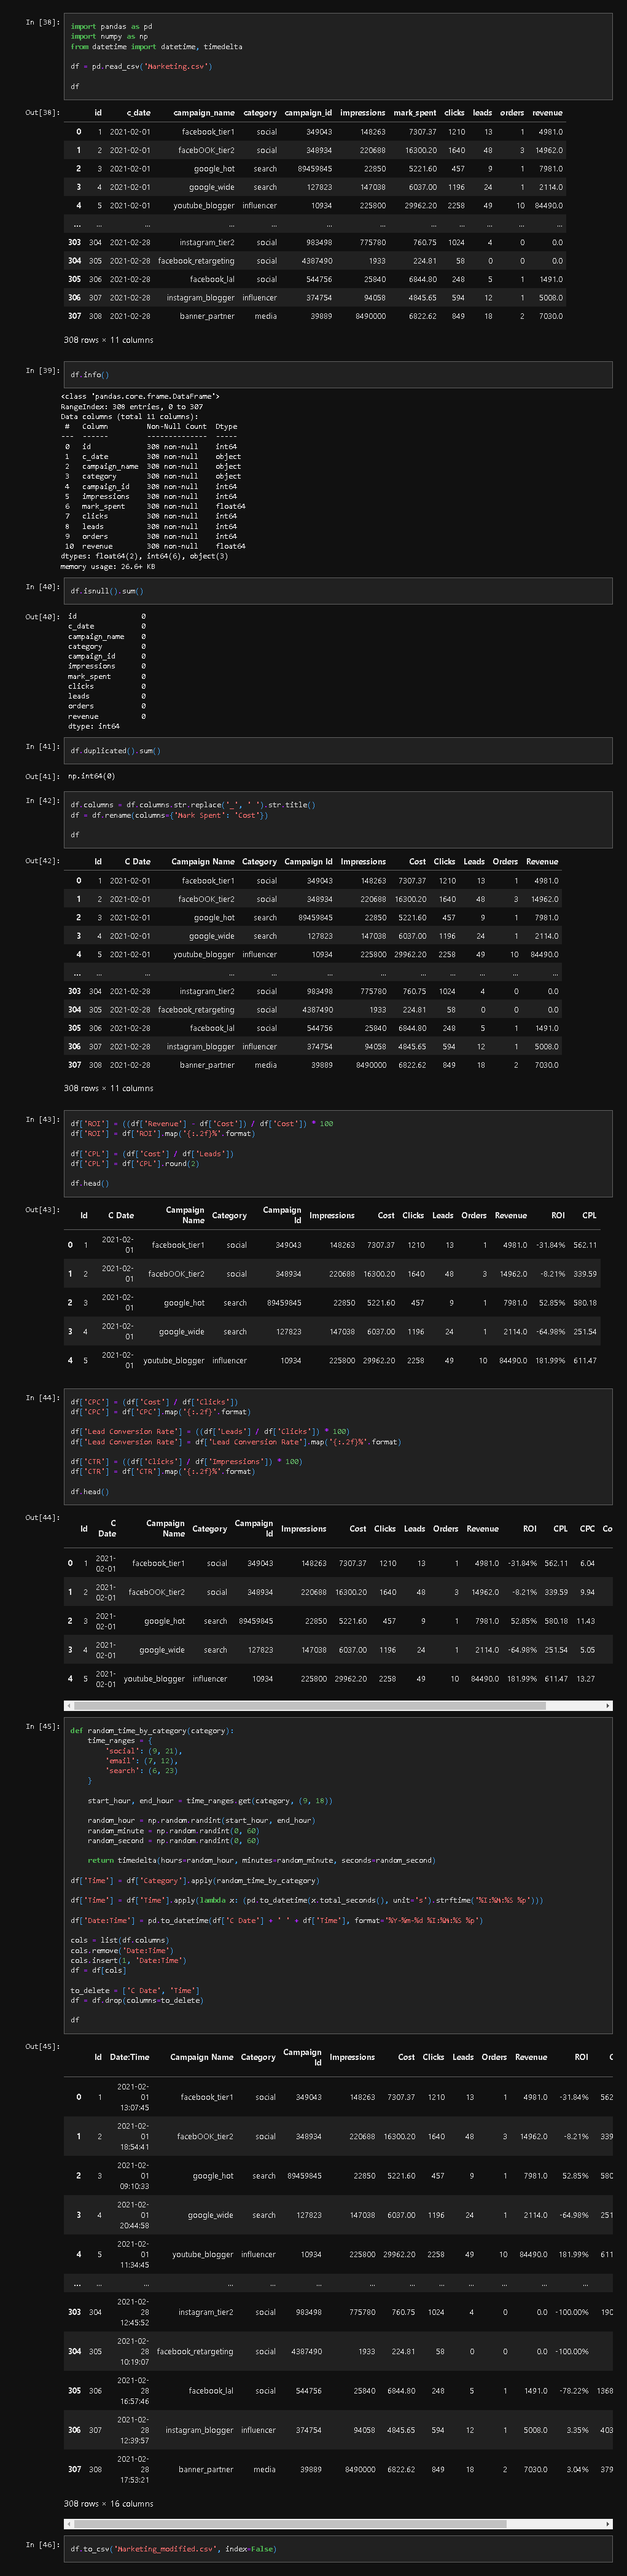 In [38]:
import pandas as pd
import numpy as np
from datetime import datetime, timedelta
df = pd.read_csv('Marketing.csv')
df
Out[38]:
id c_date campaign_name category campaign_id impressions mark_spent clicks leads orders revenue
0 1 2021-02-01 facebook_tier1 social 349043 148263 7307.37 1210 13 1 4981.0
1 2 2021-02-01 facebOOK_tier2 social 348934 220688 16300.20 1640 48 3 14962.0
2 3 2021-02-01 google_hot search 89459845 22850 5221.60 457 9 1 7981.0
3 4 2021-02-01 google_wide search 127823 147038 6037.00 1196 24 1 2114.0
4 5 2021-02-01 youtube_blogger influencer 10934 225800 29962.20 2258 49 10 84490.0
... ... ... ... ... ... ... ... ... ... ... ...
303 304 2021-02-28 instagram_tier2 social 983498 775780 760.75 1024 4 0 0.0
304 305 2021-02-28 facebook_retargeting social 4387490 1933 224.81 58 0 0 0.0
305 306 2021-02-28 facebook_lal social 544756 25840 6844.80 248 5 1 1491.0
306 307 2021-02-28 instagram_blogger influencer 374754 94058 4845.65 594 12 1 5008.0
307 308 2021-02-28 banner_partner media 39889 8490000 6822.62 849 18 2 7030.0
308 rows × 11 columns
In [39]:
df.info()
<class 'pandas.core.frame.DataFrame'>
RangeIndex: 308 entries, 0 to 307
Data columns (total 11 columns):
# Column Non-Null Count Dtype
--- ------ -------------- -----
0 id 308 non-null int64
1 c_date 308 non-null object
2 campaign_name 308 non-null object
3 category 308 non-null object
4 campaign_id 308 non-null int64
5 impressions 308 non-null int64
6 mark_spent 308 non-null float64
7 clicks 308 non-null int64
8 leads 308 non-null int64
9 orders 308 non-null int64
10 revenue 308 non-null float64
dtypes: float64(2), int64(6), object(3)
memory usage: 26.6+ KB
In [40]:
df.isnull().sum()
Out[40]:
id 0
c_date 0
campaign_name 0
category 0
campaign_id 0
impressions 0
mark_spent 0
clicks 0
leads 0
orders 0
revenue 0
dtype: int64
In [41]:
df.duplicated().sum()
Out[41]:
np.int64(0)
In [42]:
df.columns = df.columns.str.replace('_', ' ').str.title()
df = df.rename(columns={'Mark Spent': 'Cost'})
df
Out[42]:
Id C Date Campaign Name Category Campaign Id Impressions Cost Clicks Leads Orders Revenue
0 1 2021-02-01 facebook_tier1 social 349043 148263 7307.37 1210 13 1 4981.0
1 2 2021-02-01 facebOOK_tier2 social 348934 220688 16300.20 1640 48 3 14962.0
2 3 2021-02-01 google_hot search 89459845 22850 5221.60 457 9 1 7981.0
3 4 2021-02-01 google_wide search 127823 147038 6037.00 1196 24 1 2114.0
4 5 2021-02-01 youtube_blogger influencer 10934 225800 29962.20 2258 49 10 84490.0
... ... ... ... ... ... ... ... ... ... ... ...
303 304 2021-02-28 instagram_tier2 social 983498 775780 760.75 1024 4 0 0.0
304 305 2021-02-28 facebook_retargeting social 4387490 1933 224.81 58 0 0 0.0
305 306 2021-02-28 facebook_lal social 544756 25840 6844.80 248 5 1 1491.0
306 307 2021-02-28 instagram_blogger influencer 374754 94058 4845.65 594 12 1 5008.0
307 308 2021-02-28 banner_partner media 39889 8490000 6822.62 849 18 2 7030.0
308 rows × 11 columns
In [43]:
df['ROI'] = ((df['Revenue'] - df['Cost']) / df['Cost']) * 100
df['ROI'] = df['ROI'].map('{:.2f}%'.format)
df['CPL'] = (df['Cost'] / df['Leads'])
df['CPL'] = df['CPL'].round(2)
df.head()
Out[43]:
Id C Date Campaign Name Category Campaign Id Impressions Cost Clicks Leads Orders Revenue ROI CPL
0 1 2021-02-01 facebook_tier1 social 349043 148263 7307.37 1210 13 1 4981.0 -31.84% 562.11
1 2 2021-02-01 facebOOK_tier2 social 348934 220688 16300.20 1640 48 3 14962.0 -8.21% 339.59
2 3 2021-02-01 google_hot search 89459845 22850 5221.60 457 9 1 7981.0 52.85% 580.18
3 4 2021-02-01 google_wide search 127823 147038 6037.00 1196 24 1 2114.0 -64.98% 251.54
4 5 2021-02-01 youtube_blogger influencer 10934 225800 29962.20 2258 49 10 84490.0 181.99% 611.47
In [44]:
df['CPC'] = (df['Cost'] / df['Clicks'])
df['CPC'] = df['CPC'].map('{:.2f}'.format)
df['Lead Conversion Rate'] = ((df['Leads'] / df['Clicks']) * 100)
df['Lead Conversion Rate'] = df['Lead Conversion Rate'].map('{:.2f}%'.format)
df['CTR'] = ((df['Clicks'] / df['Impressions']) * 100)
df['CTR'] = df['CTR'].map('{:.2f}%'.format)
df.head()
Out[44]:
Id C Date Campaign Name Category Campaign Id Impressions Cost Clicks Leads Orders Revenue ROI CPL CPC Co
0 1 2021-02-01 facebook_tier1 social 349043 148263 7307.37 1210 13 1 4981.0 -31.84% 562.11 6.04
1 2 2021-02-01 facebOOK_tier2 social 348934 220688 16300.20 1640 48 3 14962.0 -8.21% 339.59 9.94
2 3 2021-02-01 google_hot search 89459845 22850 5221.60 457 9 1 7981.0 52.85% 580.18 11.43
3 4 2021-02-01 google_wide search 127823 147038 6037.00 1196 24 1 2114.0 -64.98% 251.54 5.05
4 5 2021-02-01 youtube_blogger influencer 10934 225800 29962.20 2258 49 10 84490.0 181.99% 611.47 13.27
In [45]:
def random_time_by_category(category):
time_ranges = {
'social': (9, 21),
'email': (7, 12),
'search': (6, 23)
}
start_hour, end_hour = time_ranges.get(category, (9, 18))
random_hour = np.random.randint(start_hour, end_hour)
random_minute = np.random.randint(0, 60)
random_second = np.random.randint(0, 60)
return timedelta(hours=random_hour, minutes=random_minute, seconds=random_second)
df['Time'] = df['Category'].apply(random_time_by_category)
df['Time'] = df['Time'].apply(lambda x: (pd.to_datetime(x.total_seconds(), unit='s').strftime('%I:%M:%S %p')))
df['Date:Time'] = pd.to_datetime(df['C Date'] + ' ' + df['Time'], format='%Y-%m-%d %I:%M:%S %p')
cols = list(df.columns)
cols.remove('Date:Time')
cols.insert(1, 'Date:Time')
df = df[cols]
to_delete = ['C Date', 'Time']
df = df.drop(columns=to_delete)
df
Out[45]:
Id Date:Time Campaign Name Category Campaign Id Impressions Cost Clicks Leads Orders Revenue ROI C
0 1 2021-02-01 13:07:45 facebook_tier1 social 349043 148263 7307.37 1210 13 1 4981.0 -31.84% 562
1 2 2021-02-01 18:54:41 facebOOK_tier2 social 348934 220688 16300.20 1640 48 3 14962.0 -8.21% 339
2 3 2021-02-01 09:10:33 google_hot search 89459845 22850 5221.60 457 9 1 7981.0 52.85% 580
3 4 2021-02-01 20:44:58 google_wide search 127823 147038 6037.00 1196 24 1 2114.0 -64.98% 251
4 5 2021-02-01 11:34:45 youtube_blogger influencer 10934 225800 29962.20 2258 49 10 84490.0 181.99% 611
... ... ... ... ... ... ... ... ... ... ... ... ...
303 304 2021-02-28 12:45:52 instagram_tier2 social 983498 775780 760.75 1024 4 0 0.0 -100.00% 190
304 305 2021-02-28 10:19:07 facebook_retargeting social 4387490 1933 224.81 58 0 0 0.0 -100.00%
305 306 2021-02-28 16:57:46 facebook_lal social 544756 25840 6844.80 248 5 1 1491.0 -78.22% 1368
306 307 2021-02-28 12:39:57 instagram_blogger influencer 374754 94058 4845.65 594 12 1 5008.0 3.35% 403
307 308 2021-02-28 17:53:21 banner_partner media 39889 8490000 6822.62 849 18 2 7030.0 3.04% 379
308 rows × 16 columns
In [46]:
df.to_csv('Marketing_modified.csv', index=False)